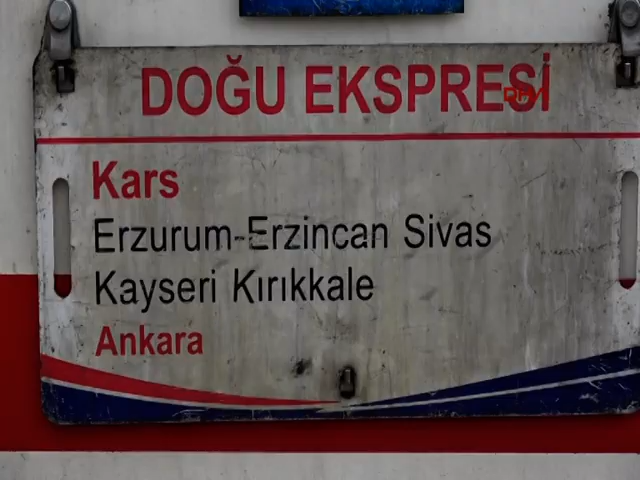 DOĞU EKSPRESİ
Kars
Erzurum-Erzincan Sivas
Kayseri Kırıkkale
Ankara